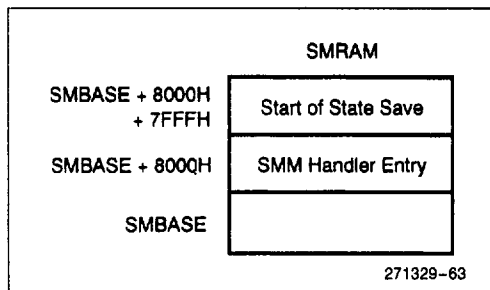 SMRAM
SMBASE + 8000H
+ 7FFFH
Start of State Save
SMBASE + 8000H
SMM Handler Entry
SMBASE
271329-63